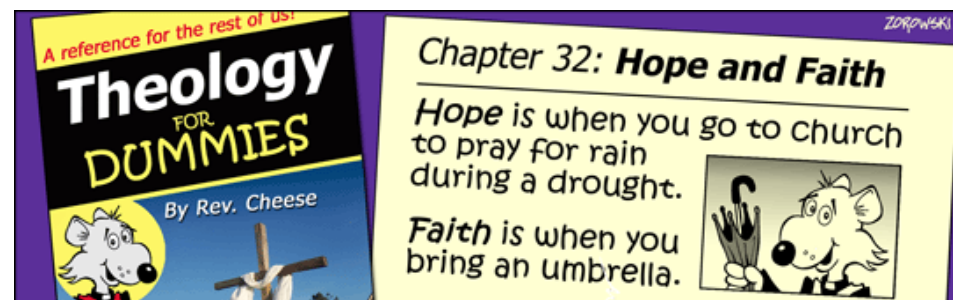 A reference for the rest of us!
Theology
FOR
DUMMIES
By Rev. Cheese
ZOROWSKI
Chapter 32: Hope and Faith
Hope is when you go to church
to pray for rain
during a drought.
Faith is when you
bring an umbrella.